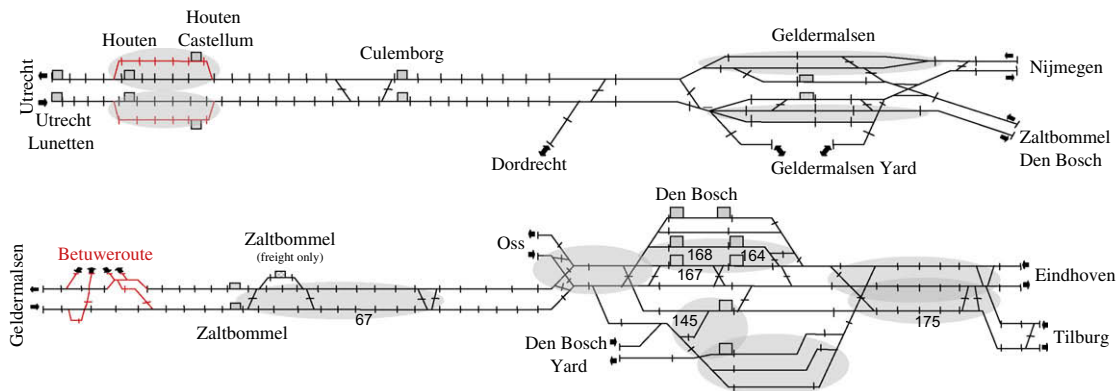 Houten
Houten
Castellum
Culemborg
Geldermalsen
Nijmegen
Utrecht
Utrecht
Lunetten
Dordrecht
Geldermalsen Yard
Zaltbommel
Den Bosch
Den Bosch
Betuweroute
Zaltbommel
(freight only)
Oss
168
164
167
Eindhoven
Geldermalsen
Zaltbommel
67
145
175
Den Bosch
Yard
Tilburg